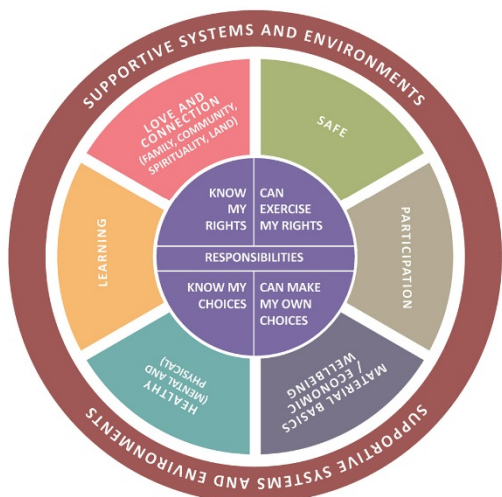 SUPPORTIVE SYSTEMS AND ENVIRONMENTS
LOVE AND
CONNECTION
(FAMILY, COMMUNITY,
SPIRITUALITY, LAND)
SAFE
LEARNING
KNOW
MY
RIGHTS
CAN
EXERCISE
MY RIGHTS
PARTICIPATION
RESPONSIBILITIES
KNOW MY
CHOICES
CAN MAKE
MY OWN
CHOICES
HEALTHY
(MENTAL AND
PHYSICAL)
MATERIAL BASICS
/ ECONOMIC
WELLBEING
SUPPORTIVE SYSTEMS AND ENVIRONMENTS